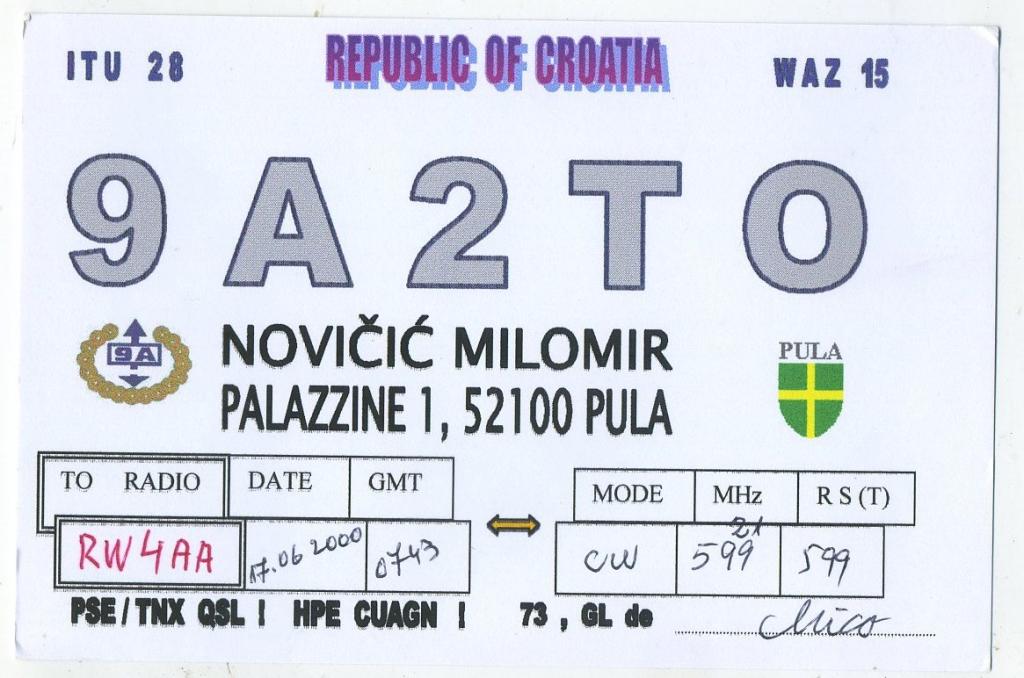 ITU 28 REPUBLIC OF CROATIA WAZ 15
9A2TO
9A
NOVIČIĆ MILOMIR
PALAZZINE 1, 52100 PULA
PULA
TO RADIO DATE GMT MODE MHz R S (T)
RW4AA 17.06 2000 0743 CW 599 21 599
PSE / TNX QSL ! HPE CUAGN ! 73 , GL de Mico